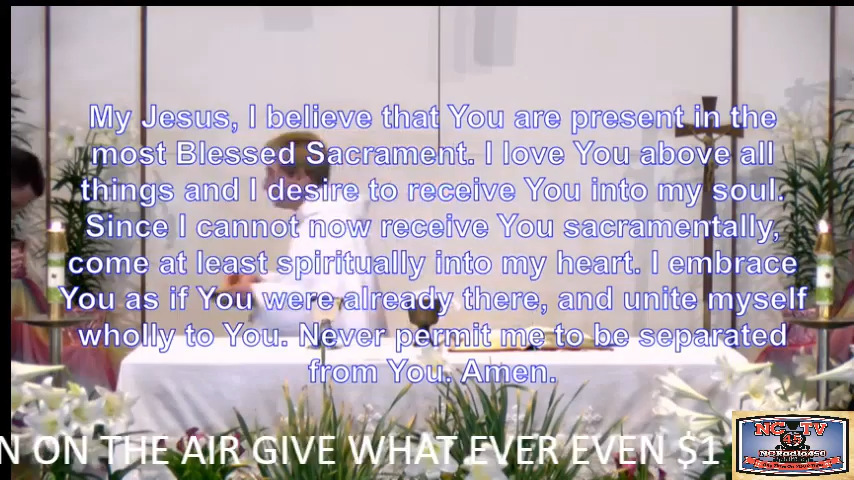 My Jesus, I believe that You are present in the
most Blessed Sacrament. I love You above all
things and I desire to receive You into my soul.
Since I cannot now receive You sacramentally,
come at least spiritually into my heart. I embrace
You as if You were already there, and unite myself
wholly to You. Never permit me to be separated
from You. Amen.
N ON THE AIR GIVE WHAT EVER EVEN $1
NC TV
45
NCRadio450